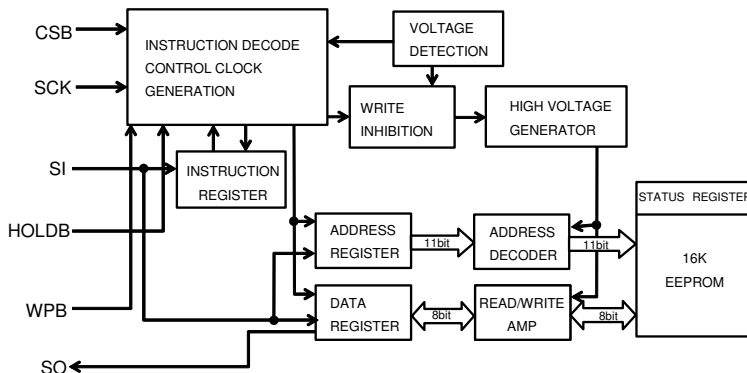 CSB
SCK
SI
HOLDB
WPB
SO
INSTRUCTION DECODE
CONTROL CLOCK
GENERATION
VOLTAGE
DETECTION
WRITE
INHIBITION
HIGH VOLTAGE
GENERATOR
INSTRUCTION
REGISTER
ADDRESS
REGISTER
11bit
ADDRESS
DECODER
11bit
DATA
REGISTER
8bit
READ/WRITE
AMP
8bit
STATUS REGISTER
16K
EEPROM